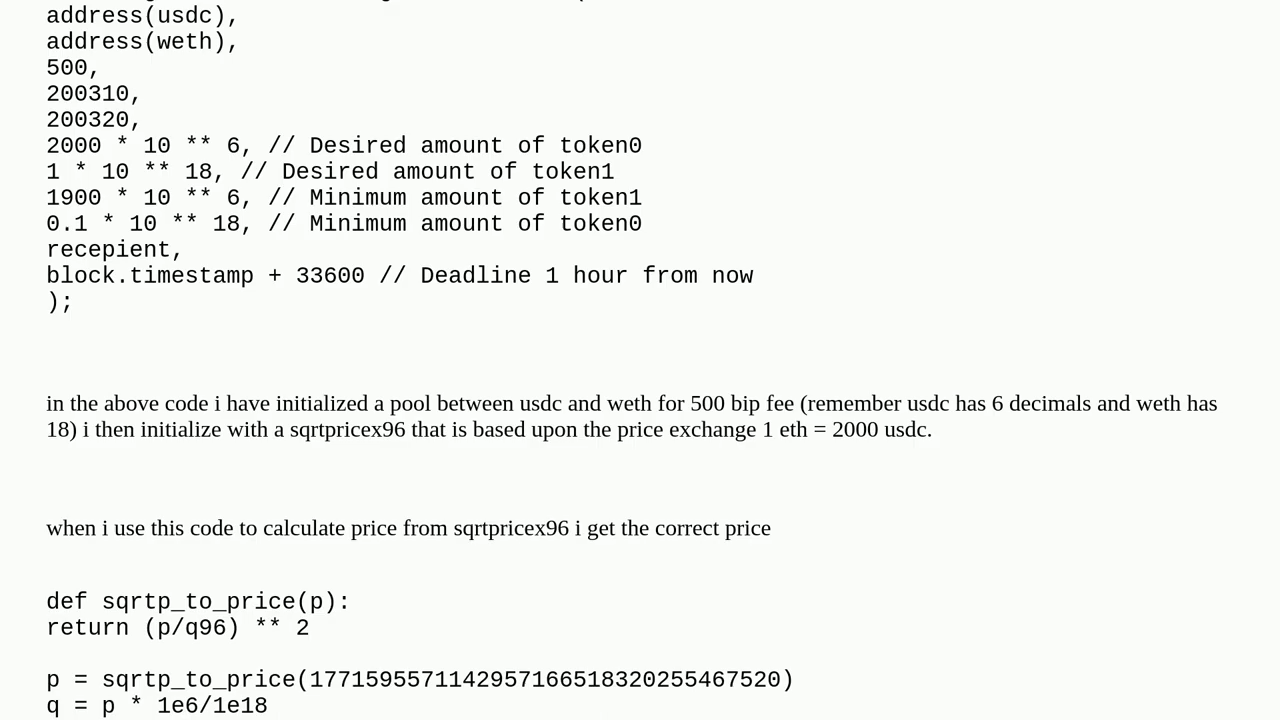 address(usdc),
address(weth),
500,
200310,
200320,
2000 * 10 ** 6, // Desired amount of token0
1 * 10 ** 18, // Desired amount of token1
1900 * 10 ** 6, // Minimum amount of token1
0.1 * 10 ** 18, // Minimum amount of token0
recepient,
block.timestamp + 33600 // Deadline 1 hour from now
);
in the above code i have initialized a pool between usdc and weth for 500 bip fee (remember usdc has 6 decimals and weth has
18) i then initialize with a sqrtpricex96 that is based upon the price exchange 1 eth = 2000 usdc.
when i use this code to calculate price from sqrtpricex96 i get the correct price
def sqrtp_to_price(p):
return (p/q96) ** 2
p = sqrtp_to_price(1771595571142957166518320255467520)
q = p * 1e6/1e18